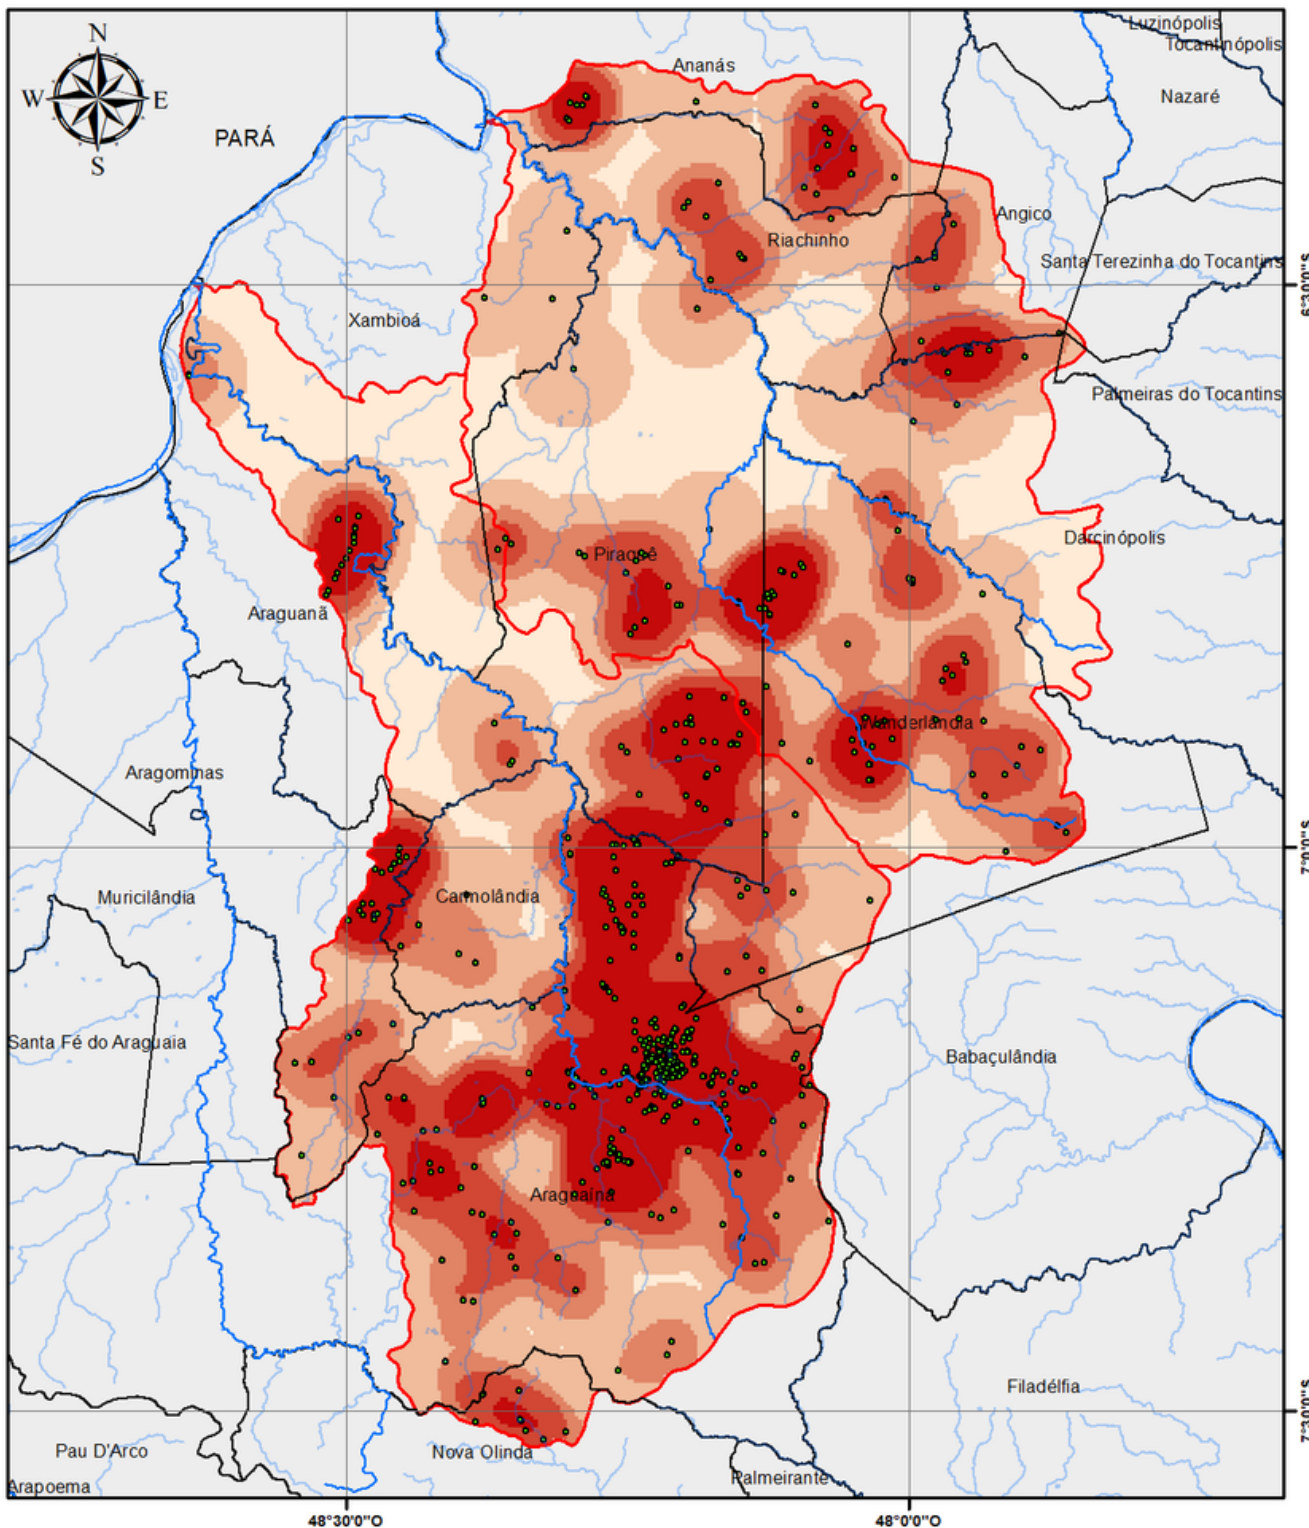 Luzinópolis
Tocantinópolis
N
Ananás
W
E
Nazaré
PARÁ
S
Angico
Riachinho
Santa Terezinha do Tocantins
6°30'0"S
Xambioá
Palmeiras do Tocantins
Darcinópolis
Piraquê
Araguanã
Wanderlândia
Aragominas
7°0'0"S
Muricilândia
Carmolândia
Santa Fé do Araguaia
Babaçulândia
Araguaína
Filadélfia
7°30'0"S
Pau D'Arco
Nova Olinda
Palmeirante
Arapoema
48°30'0"O
48°0'0"O